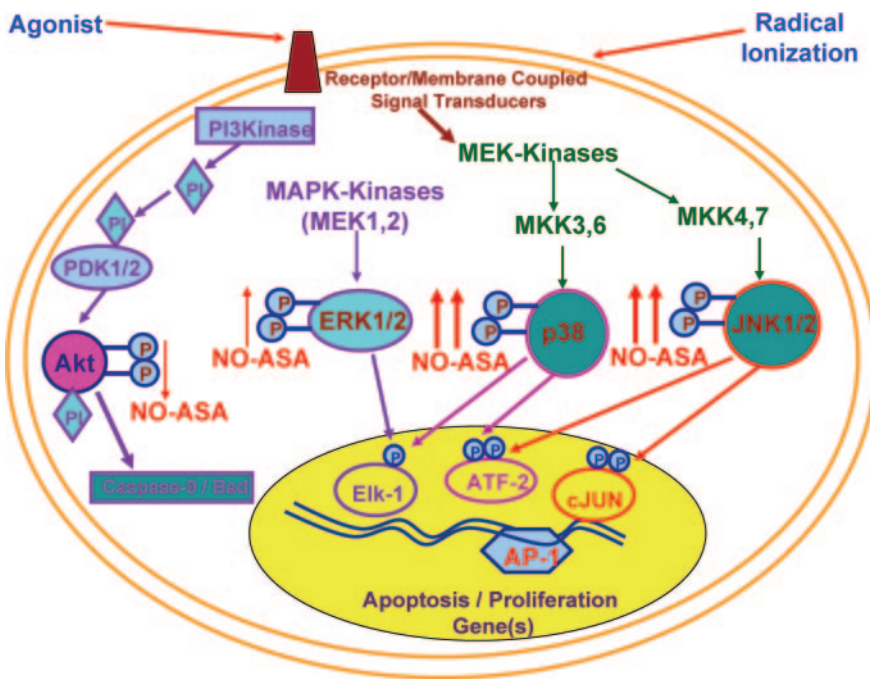 Agonist
Radical
Ionization
Receptor/Membrane Coupled
Signal Transducers
PI3Kinase
PI
PI
PDK1/2
MAPK-Kinases
(MEK1,2)
MEK-Kinases
MKK3,6
MKK4,7
P
P
ERK1/2
NO-ASA
P
P
p38
NO-ASA
P
P
JNK1/2
NO-ASA
Akt
P
P
PI
NO-ASA
Caspase-9 / Bad
P
Elk-1
P P
ATF-2
P P
cJUN
AP-1
Apoptosis / Proliferation
Gene(s)